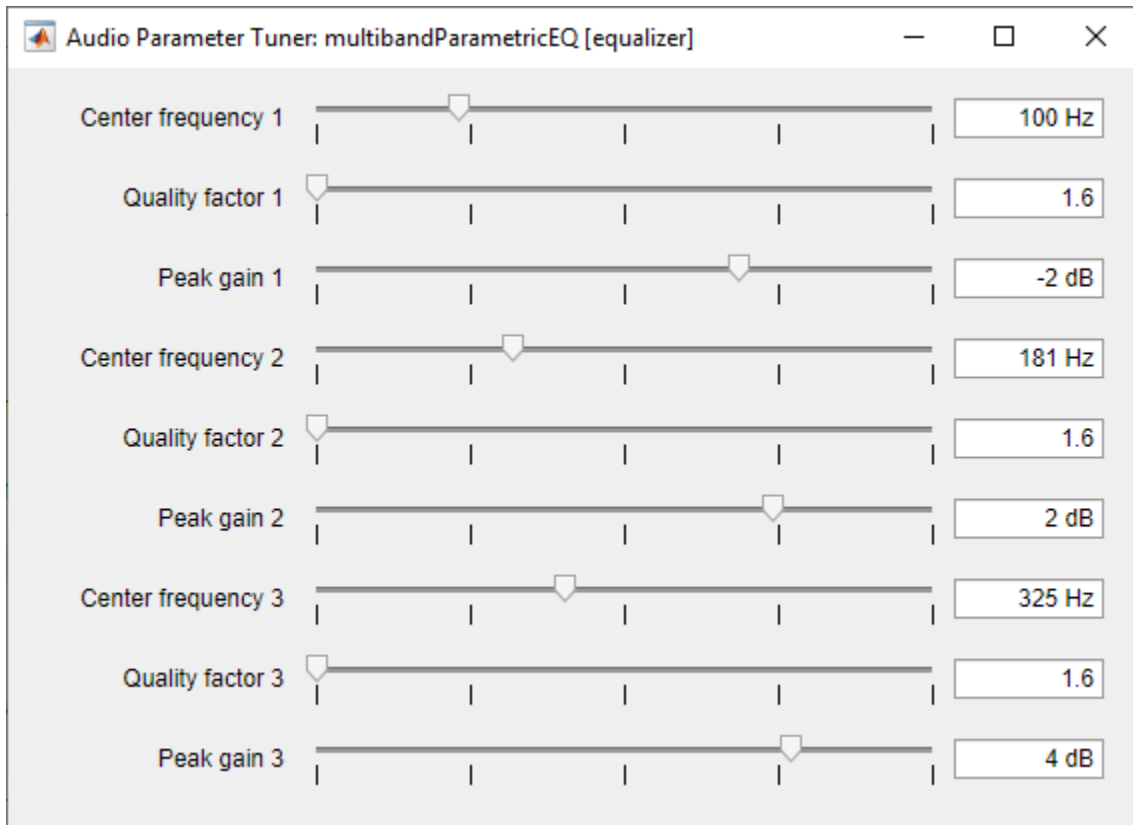 Audio Parameter Tuner: multibandParametricEQ [equalizer]
Center frequency 1 100 Hz
Quality factor 1 1.6
Peak gain 1 -2 dB
Center frequency 2 181 Hz
Quality factor 2 1.6
Peak gain 2 2 dB
Center frequency 3 325 Hz
Quality factor 3 1.6
Peak gain 3 4 dB